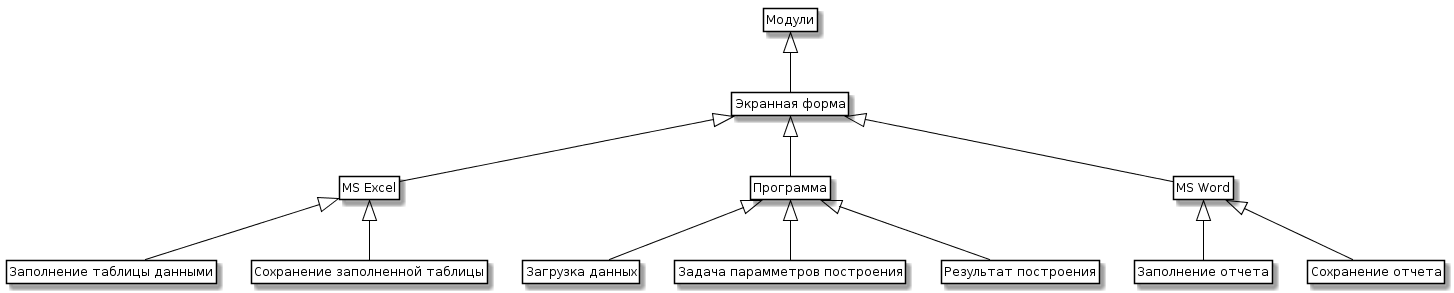 Модули
Экранная форма
MS Excel
Программа
MS Word
Заполнение таблицы данными
Сохранение заполненной таблицы
Загрузка данных
Задача парамметров построения
Результат построения
Заполнение отчета
Сохранение отчета